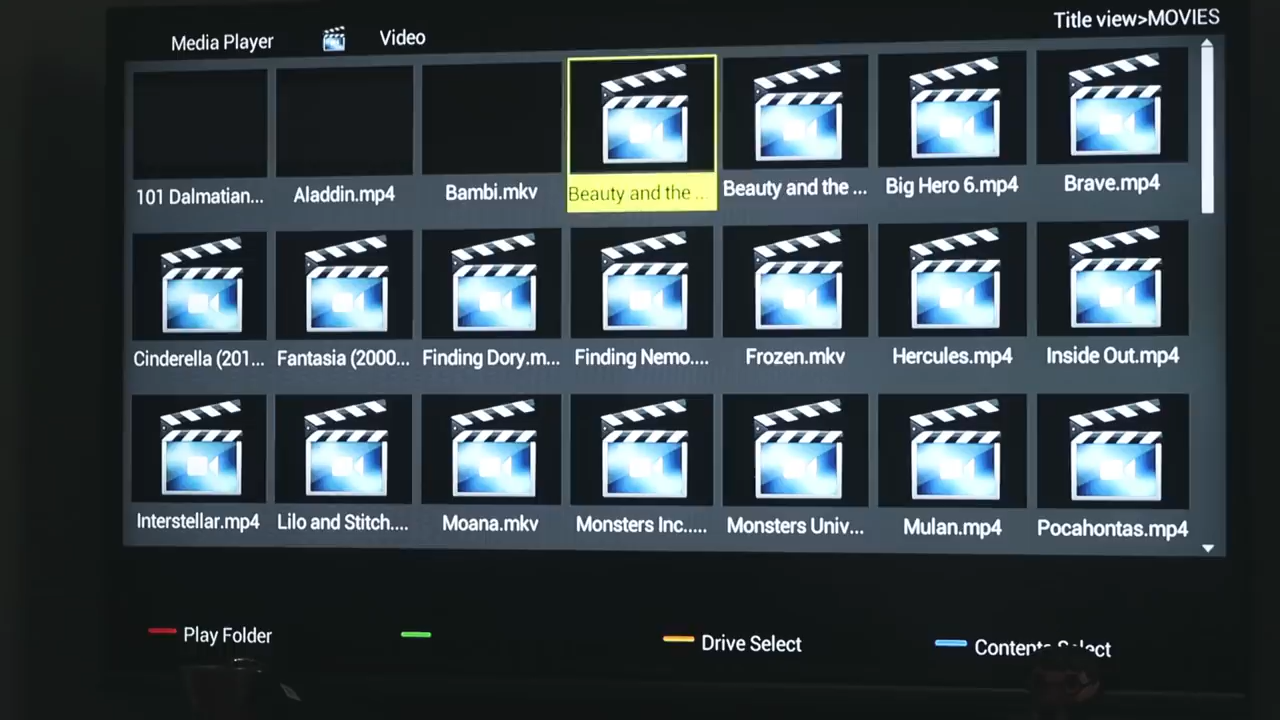 Title view>MOVIES
Media Player
Video
101 Dalmatian...
Aladdin.mp4
Bambi.mkv
Beauty and the ...
Beauty and the ...
Big Hero 6.mp4
Brave.mp4
Cinderella (201...
Fantasia (2000...
Finding Dory.m...
Finding Nemo....
Frozen.mkv
Hercules.mp4
Inside Out.mp4
Interstellar.mp4
Lilo and Stitch....
Moana.mkv
Monsters Inc.....
Monsters Univ...
Mulan.mp4
Pocahontas.mp4
Play Folder
Drive Select
Contents Select